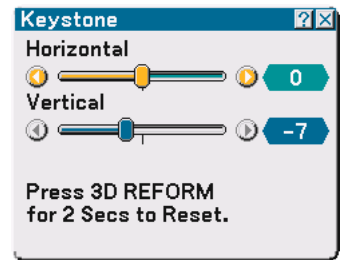 Keystone ? X
Horizontal
0
Vertical
-7
Press 3D REFORM
for 2 Secs to Reset.